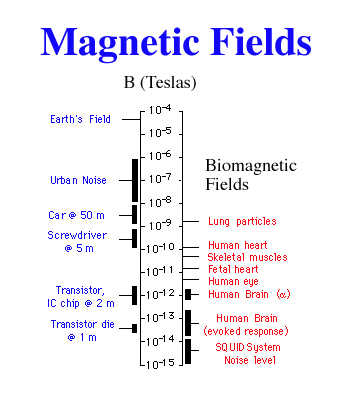 Magnetic Fields
B (Teslas)
Earth's Field
Urban Noise
Car @ 50 m
Screwdriver
@ 5 m
Transistor,
IC chip @ 2 m
Transistor die
@ 1 m
10-4
10-5
10-6
10-7
10-8
10-9
10-10
10-11
10-12
10-13
10-14
10-15
Biomagnetic
Fields
Lung particles
Human heart
Skeletal muscles
Fetal heart
Human eye
Human Brain (α)
Human Brain
(evoked response)
SQUID System
Noise level